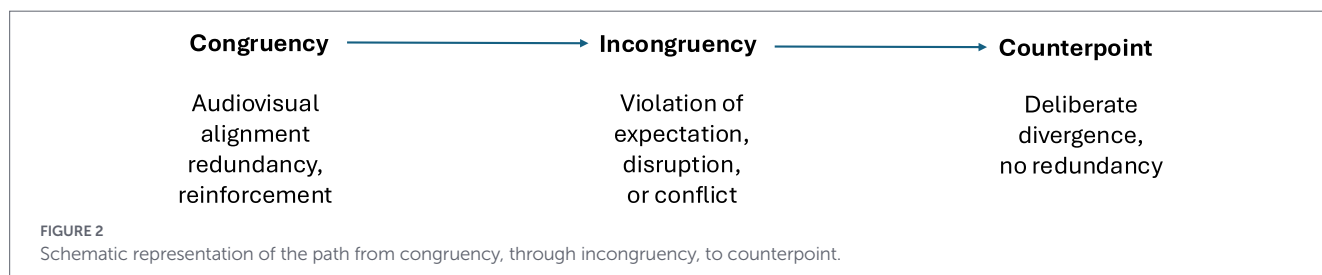 Congruency
Incongruency
Counterpoint
Audiovisual
alignment
redundancy,
reinforcement
Violation of
expectation,
disruption,
or conflict
Deliberate
divergence,
no redundancy
FIGURE 2
Schematic representation of the path from congruency, through incongruency, to counterpoint.